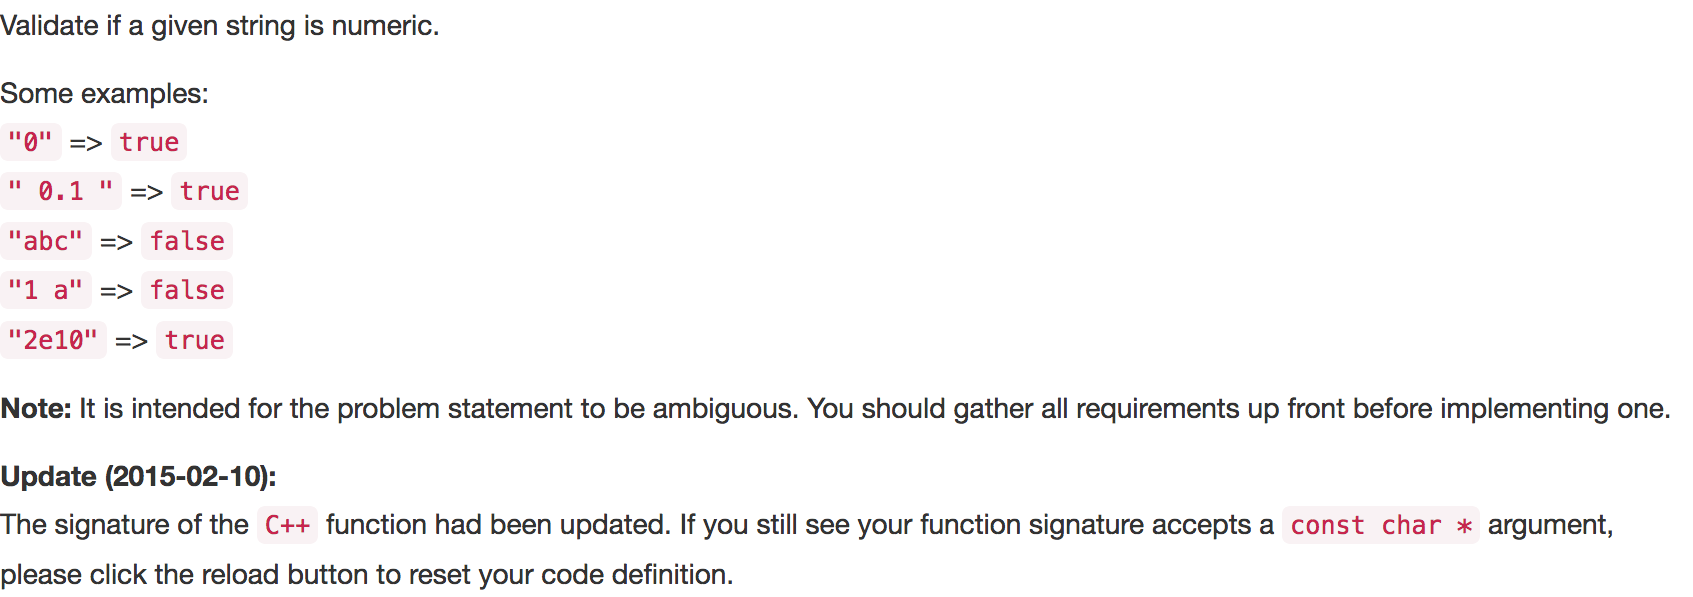 Validate if a given string is numeric.
Some examples:
"0" => true
" 0.1 " => true
"abc" => false
"1 a" => false
"2e10" => true
Note: It is intended for the problem statement to be ambiguous. You should gather all requirements up front before implementing one.
Update (2015-02-10):
The signature of the C++ function had been updated. If you still see your function signature accepts a const char * argument,
please click the reload button to reset your code definition.